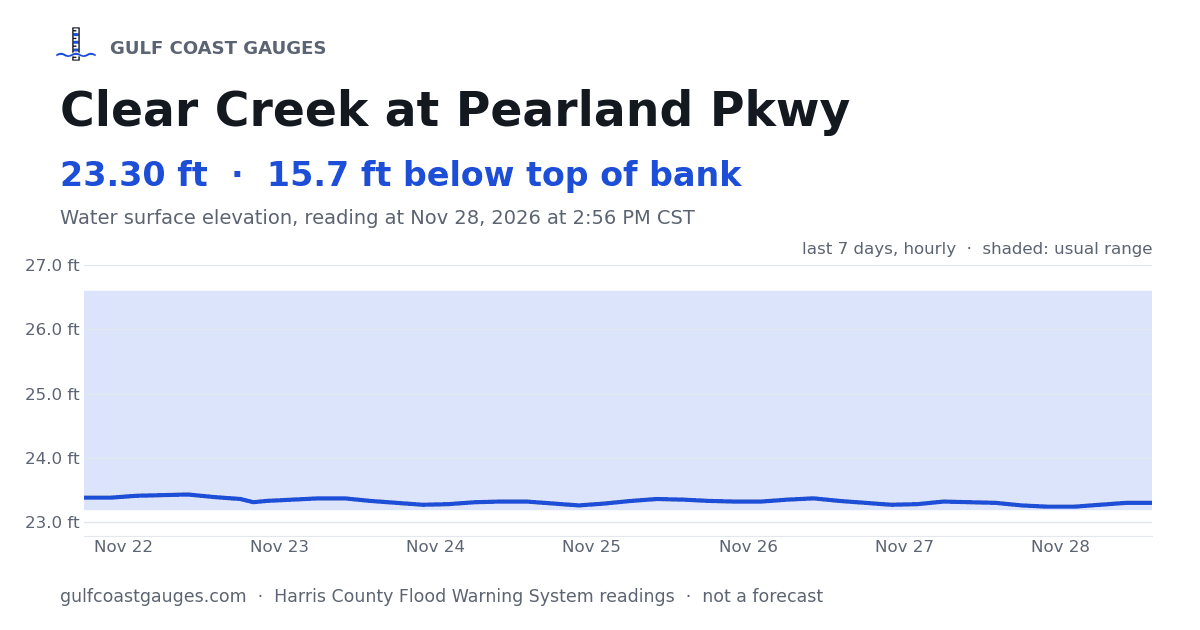 GULF COAST GAUGES
Clear Creek at Pearland Pkwy
23.30 ft · 15.7 ft below top of bank
Water surface elevation, reading at Nov 28, 2026 at 2:56 PM CST
last 7 days, hourly · shaded: usual range
27.0 ft
26.0 ft
25.0 ft
24.0 ft
23.0 ft
Nov 22 Nov 23 Nov 24 Nov 25 Nov 26 Nov 27 Nov 28
gulfcoastgauges.com · Harris County Flood Warning System readings · not a forecast